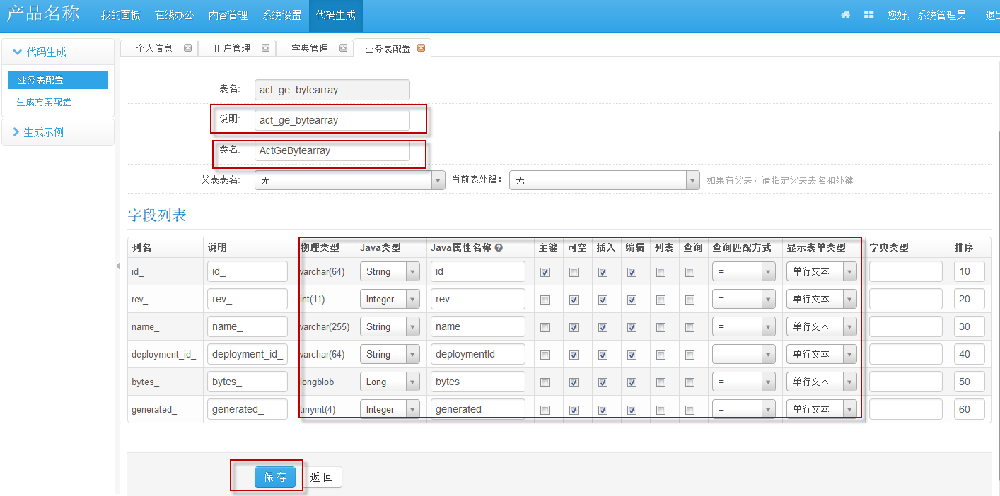 产品名称 我的面板 在线办公 内容管理 系统设置 代码生成 您好，系统管理员 退出
代码生成
业务表配置
生成方案配置
生成示例
个人信息 用户管理 字典管理 业务表配置
表名: act_ge_bytearray
说明: act_ge_bytearray
类名: ActGeBytearray
父表表名: 无 当前表外键： 无 如果有父表，请指定父表表名和外键
字段列表
列名 说明 物理类型 Java类型 Java属性名称 主键 可空 插入 编辑 列表 查询 查询匹配方式 显示表单类型 字典类型 排序
id_ id_ varchar(64) String id = 单行文本 10
rev_ rev_ int(11) Integer rev = 单行文本 20
name_ name_ varchar(255) String name = 单行文本 30
deployment_id_ deployment_id_ varchar(64) String deploymentId = 单行文本 40
bytes_ bytes_ longblob Long bytes = 单行文本 50
generated_ generated_ tinyint(4) Integer generated = 单行文本 60
保 存 返 回